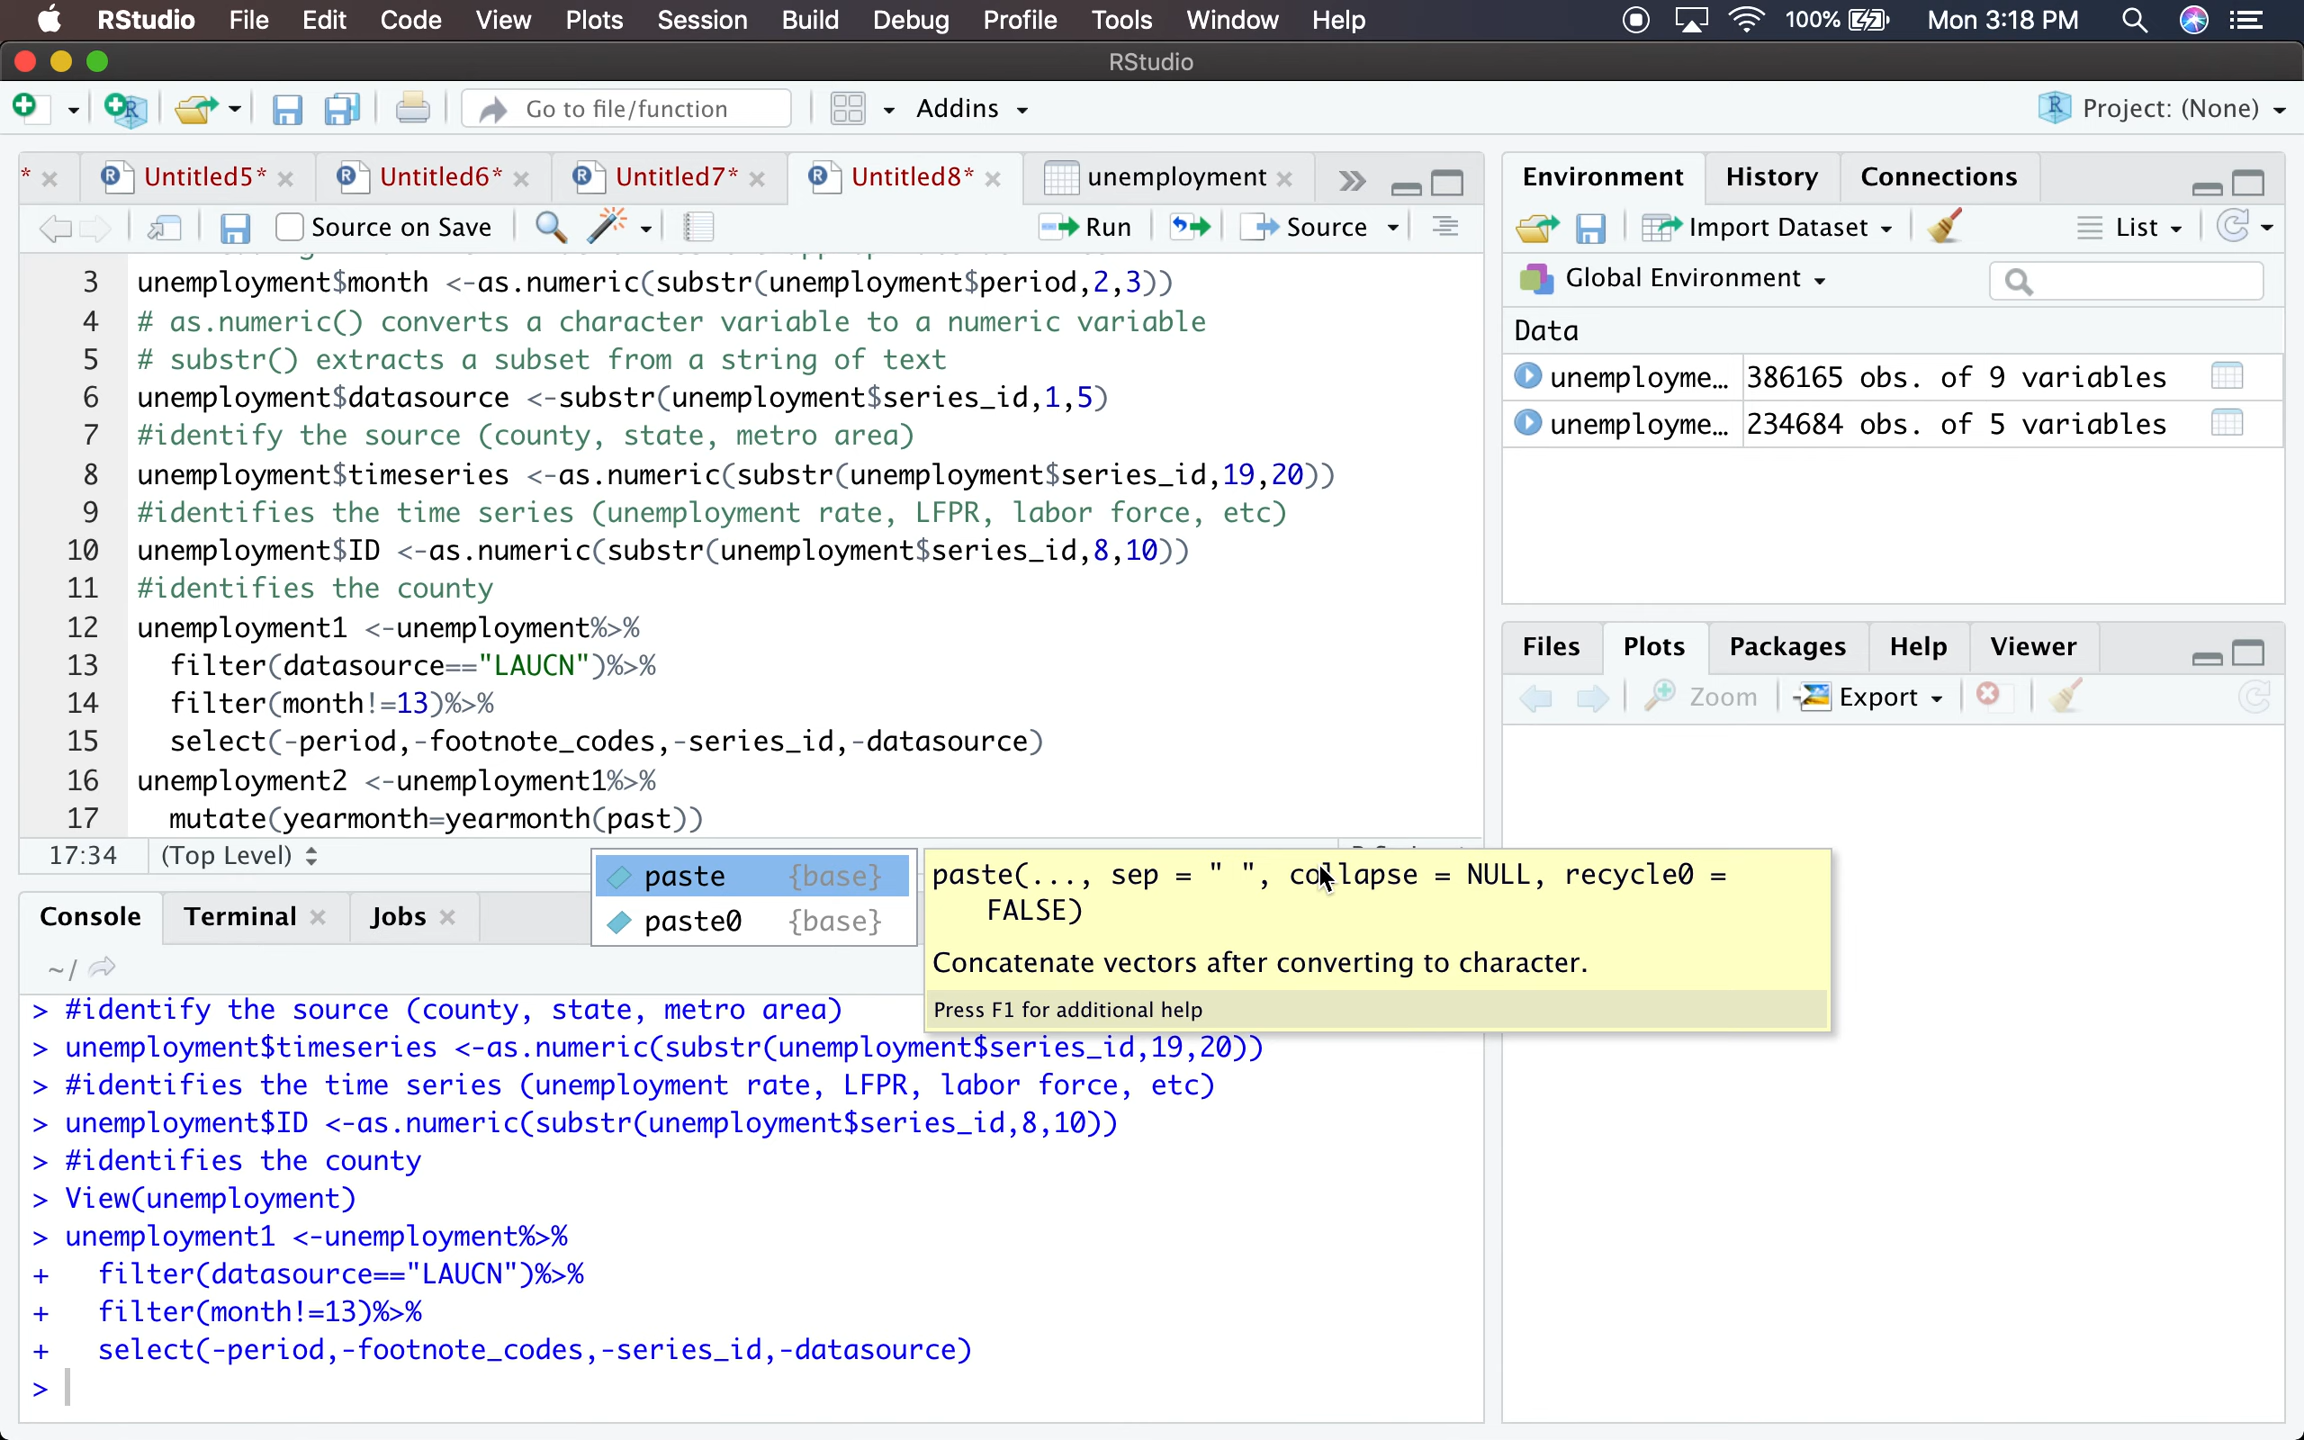 RStudio File Edit Code View Plots Session Build Debug Profile Tools Window Help 100% Mon 3:18 PM
RStudio
Go to file/function Addins Project: (None)
* Untitled5* Untitled6* Untitled7* Untitled8* unemployment
Source on Save Run Source
3 unemployment$month <-as.numeric(substr(unemployment$period,2,3))
4 # as.numeric() converts a character variable to a numeric variable
5 # substr() extracts a subset from a string of text
6 unemployment$datasource <-substr(unemployment$series_id,1,5)
7 #identify the source (county, state, metro area)
8 unemployment$timeseries <-as.numeric(substr(unemployment$series_id,19,20))
9 #identifies the time series (unemployment rate, LFPR, labor force, etc)
10 unemployment$ID <-as.numeric(substr(unemployment$series_id,8,10))
11 #identifies the county
12 unemployment1 <-unemployment%>%
13 filter(datasource=="LAUCN")%>%
14 filter(month!=13)%>%
15 select(-period,-footnote_codes,-series_id,-datasource)
16 unemployment2 <-unemployment1%>%
17 mutate(yearmonth=yearmonth(past))
17:34 (Top Level)
paste {base}
paste0 {base}
paste(..., sep = " ", collapse = NULL, recycle0 =
FALSE)
Concatenate vectors after converting to character.
Press F1 for additional help
Console Terminal Jobs
~/
> #identify the source (county, state, metro area)
> unemployment$timeseries <-as.numeric(substr(unemployment$series_id,19,20))
> #identifies the time series (unemployment rate, LFPR, labor force, etc)
> unemployment$ID <-as.numeric(substr(unemployment$series_id,8,10))
> #identifies the county
> View(unemployment)
> unemployment1 <-unemployment%>%
+ filter(datasource=="LAUCN")%>%
+ filter(month!=13)%>%
+ select(-period,-footnote_codes,-series_id,-datasource)
>
Environment History Connections
Import Dataset List
Global Environment
Data
unemployme… 386165 obs. of 9 variables
unemployme… 234684 obs. of 5 variables
Files Plots Packages Help Viewer
Zoom Export